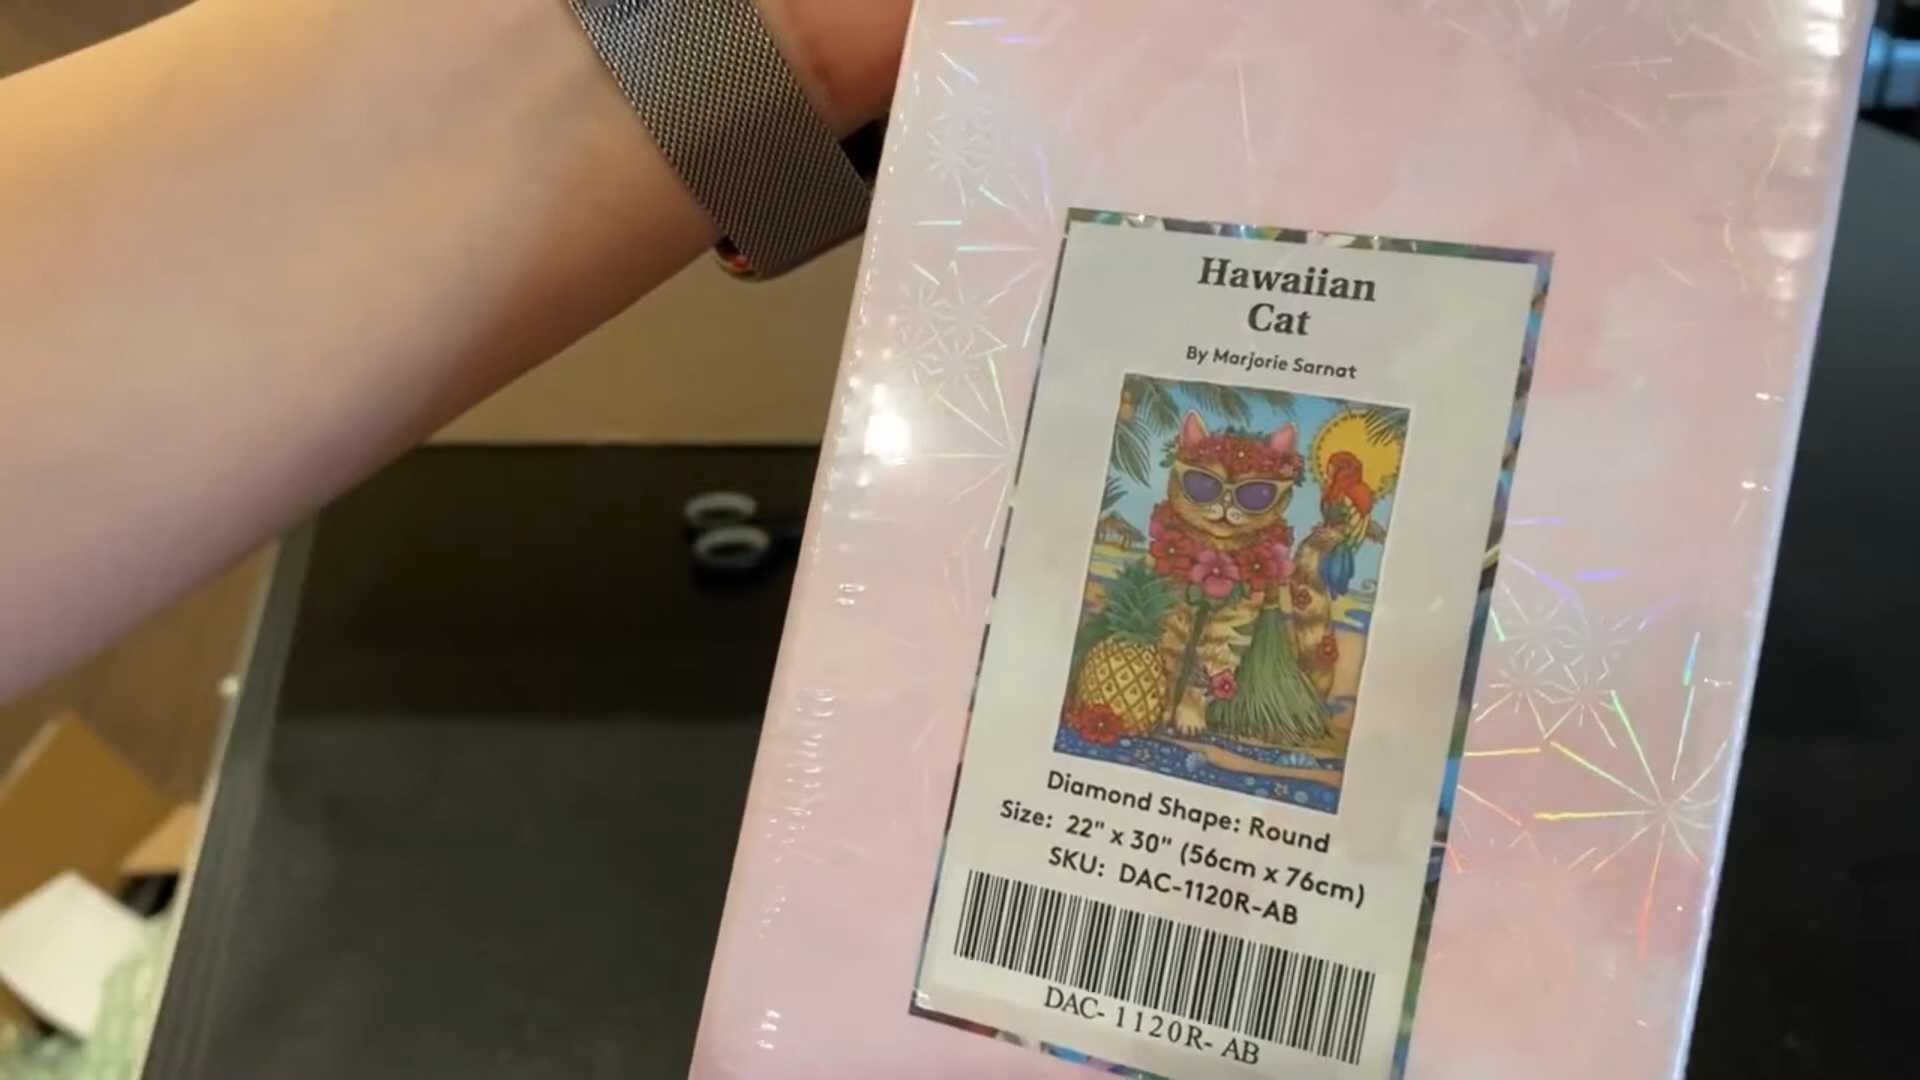 Hawaiian
Cat
By Marjorie Sarnat
Diamond Shape: Round
Size: 22" x 30" (56cm x 76cm)
SKU: DAC-1120R-AB
DAC- 1120R- AB